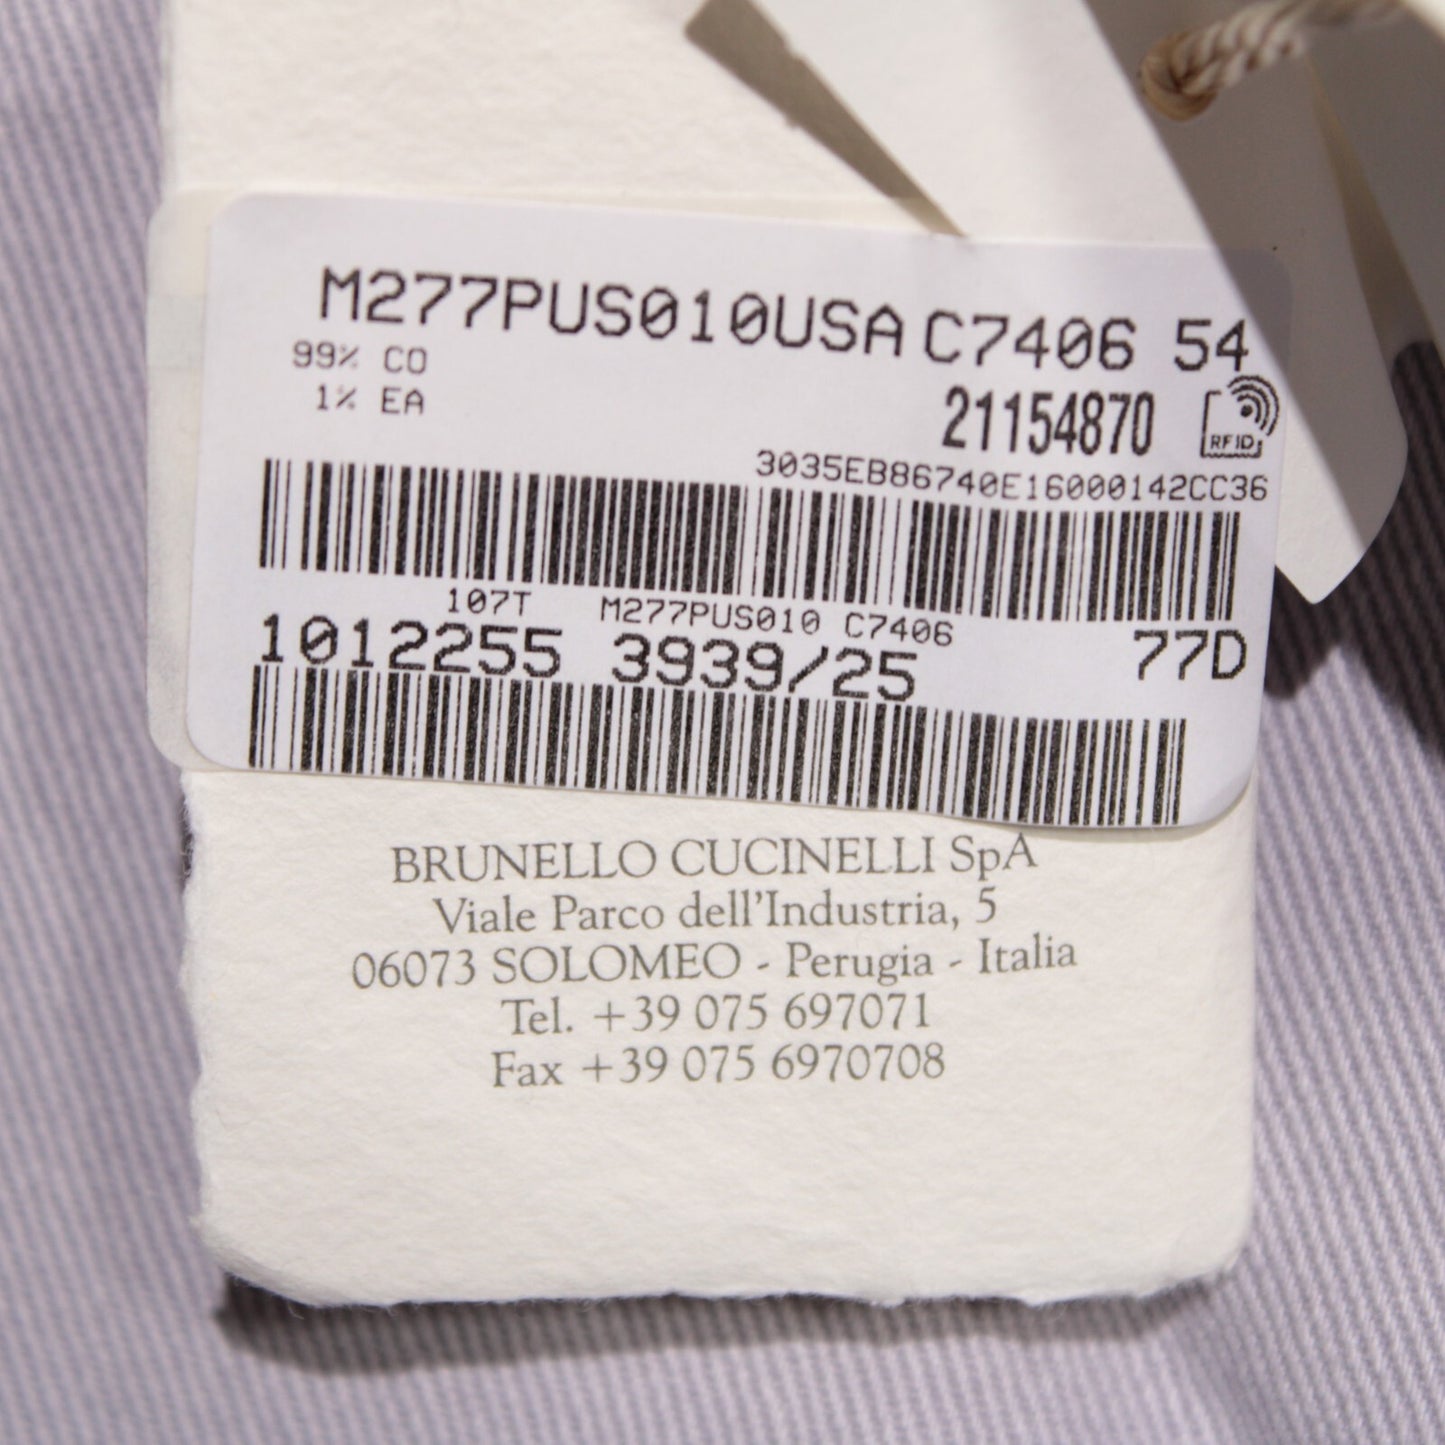 M277PUS010USA C7406 54
99% CO
1% EA
21154870
RFID
3035EB86740E16000142CC36
107T M277PUS010 C7406
1012255 3939/25 77D
BRUNELLO CUCINELLI SpA
Viale Parco dell'Industria, 5
06073 SOLOMEO - Perugia - Italia
Tel. +39 075 697071
Fax +39 075 6970708